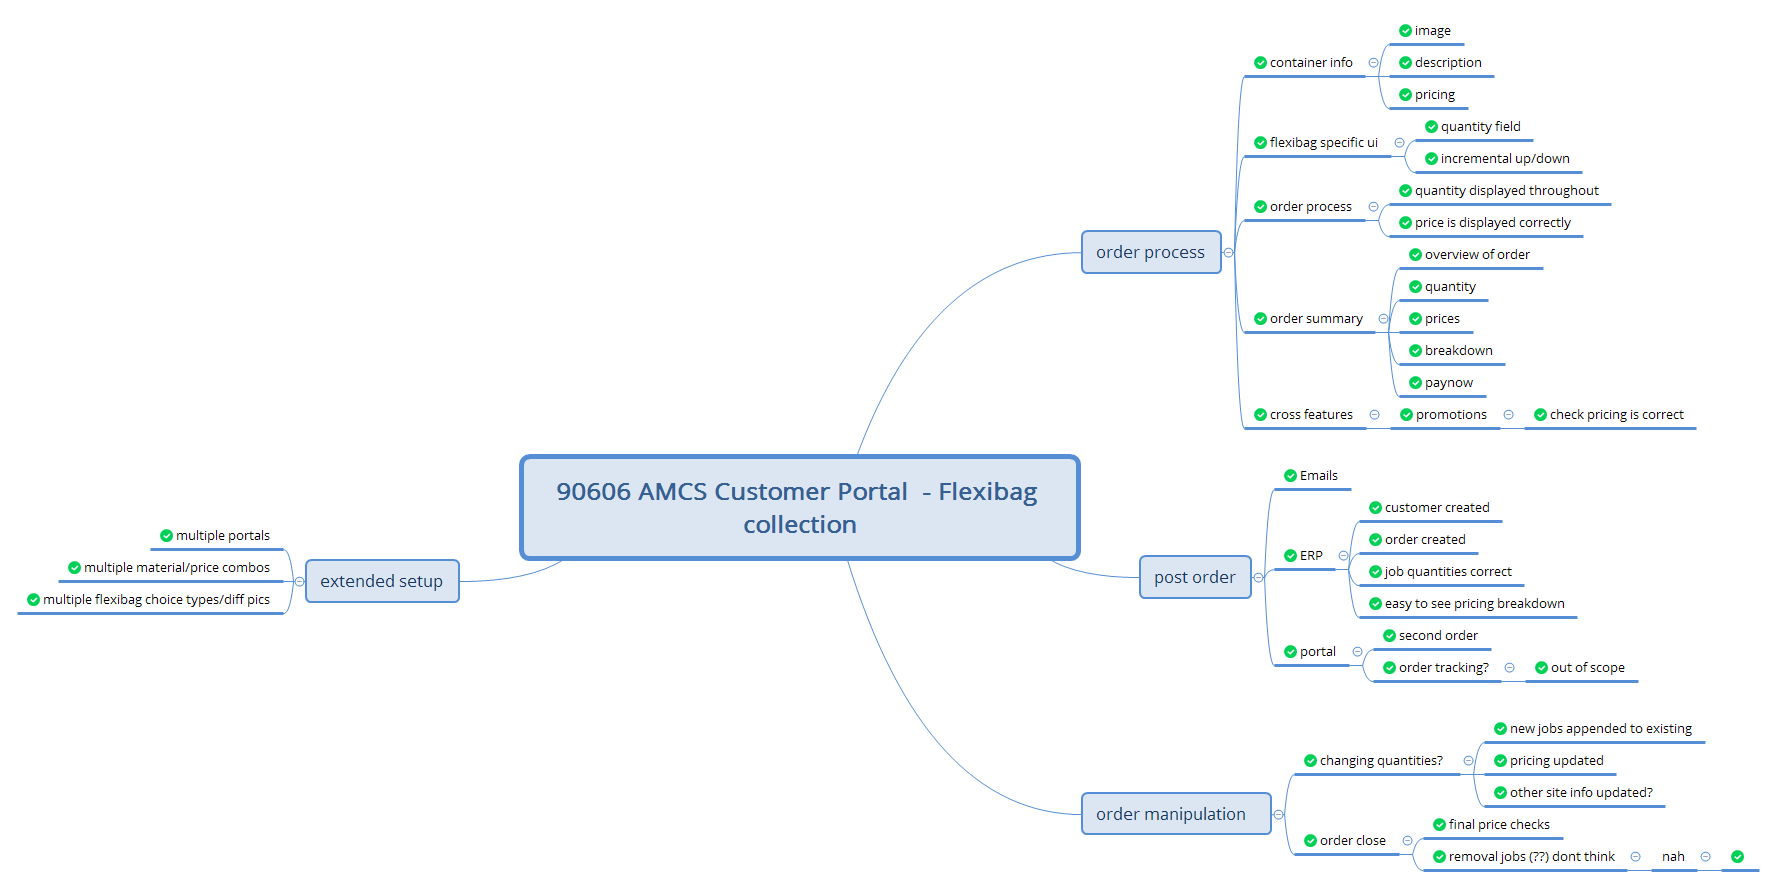 90606 AMCS Customer Portal  - Flexibag
collection
order process
container info
image
description
pricing
flexibag specific ui
quantity field
incremental up/down
order process
quantity displayed throughout
price is displayed correctly
order summary
overview of order
quantity
prices
breakdown
paynow
cross features
promotions
check pricing is correct
post order
Emails
ERP
customer created
order created
job quantities correct
easy to see pricing breakdown
portal
second order
order tracking?
out of scope
order manipulation
changing quantities?
new jobs appended to existing
pricing updated
other site info updated?
order close
final price checks
removal jobs (??) dont think
nah
extended setup
multiple portals
multiple material/price combos
multiple flexibag choice types/diff pics